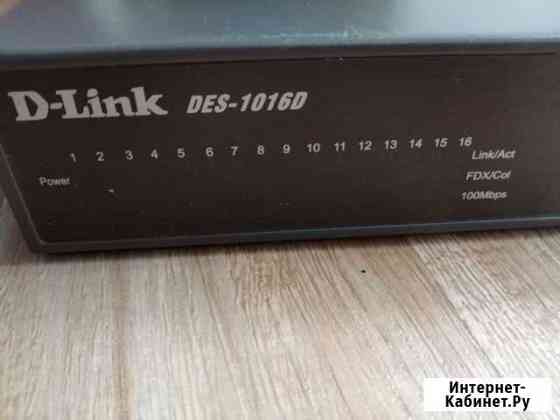 D-Link DES-1016D
1 2 3 4 5 6 7 8 9 10 11 12 13 14 15 16
Link/Act
Power
FDX/Col
100Mbps
Интернет-
Кабинет.Ру